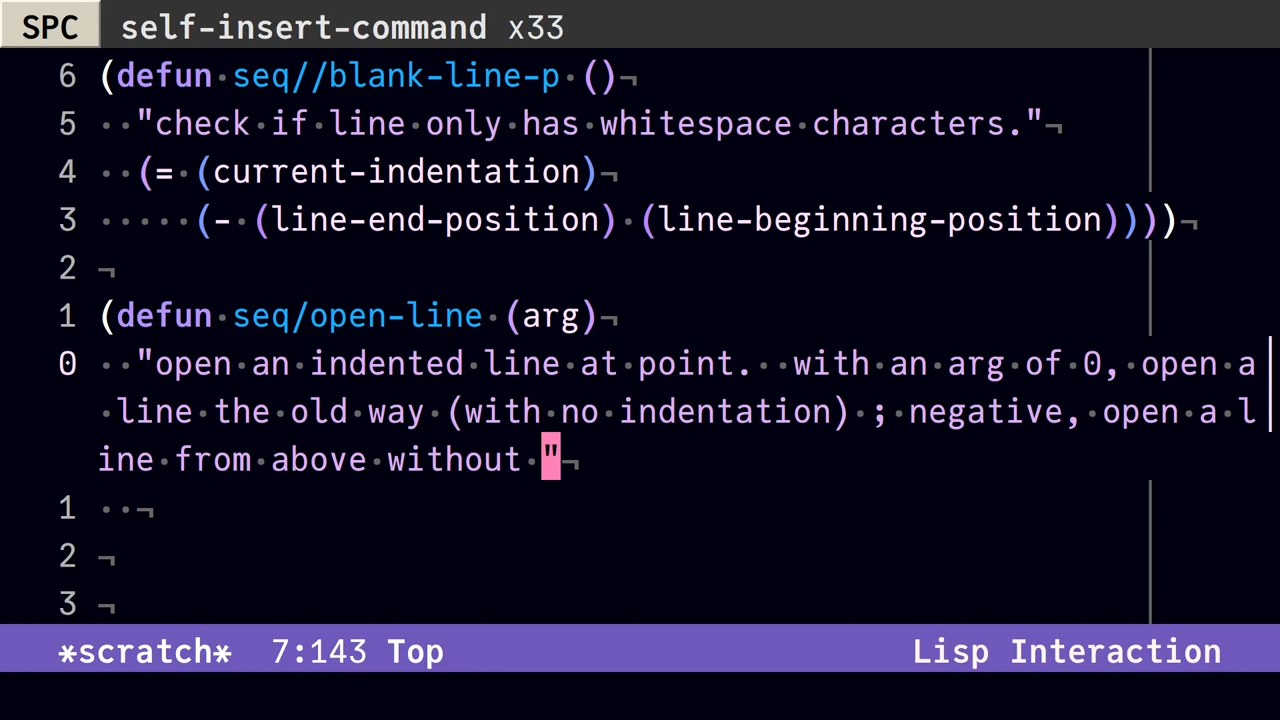 SPC self-insert-command x33
6 (defun·seq//blank-line-p·()¬
5 ··"check·if·line·only·has·whitespace·characters."¬
4 ··(=·(current-indentation)¬
3 ·····(-·(line-end-position)·(line-beginning-position))))¬
2 ¬
1 (defun·seq/open-line·(arg)¬
0 ··"open·an·indented·line·at·point.··with·an·arg·of·0,·open·a
·line·the·old·way·(with·no·indentation)·;·negative,·open·a·l
ine·from·above·without·"¬
1 ··¬
2 ¬
3 ¬
*scratch* 7:143 Top Lisp Interaction